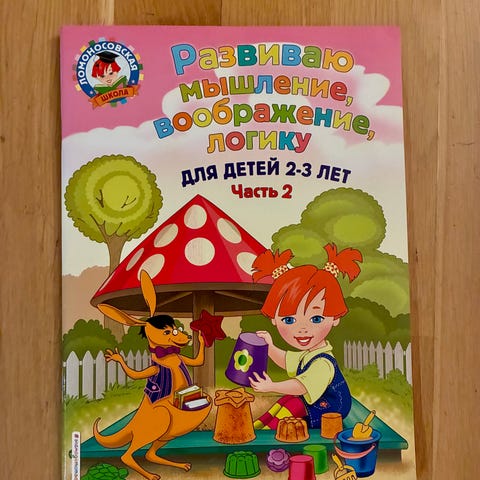 ЛОМОНОСОВСКАЯ
ШКОЛА
Развиваю
мышление,
воображение,
логику
ДЛЯ ДЕТЕЙ 2-3 ЛЕТ
Часть 2